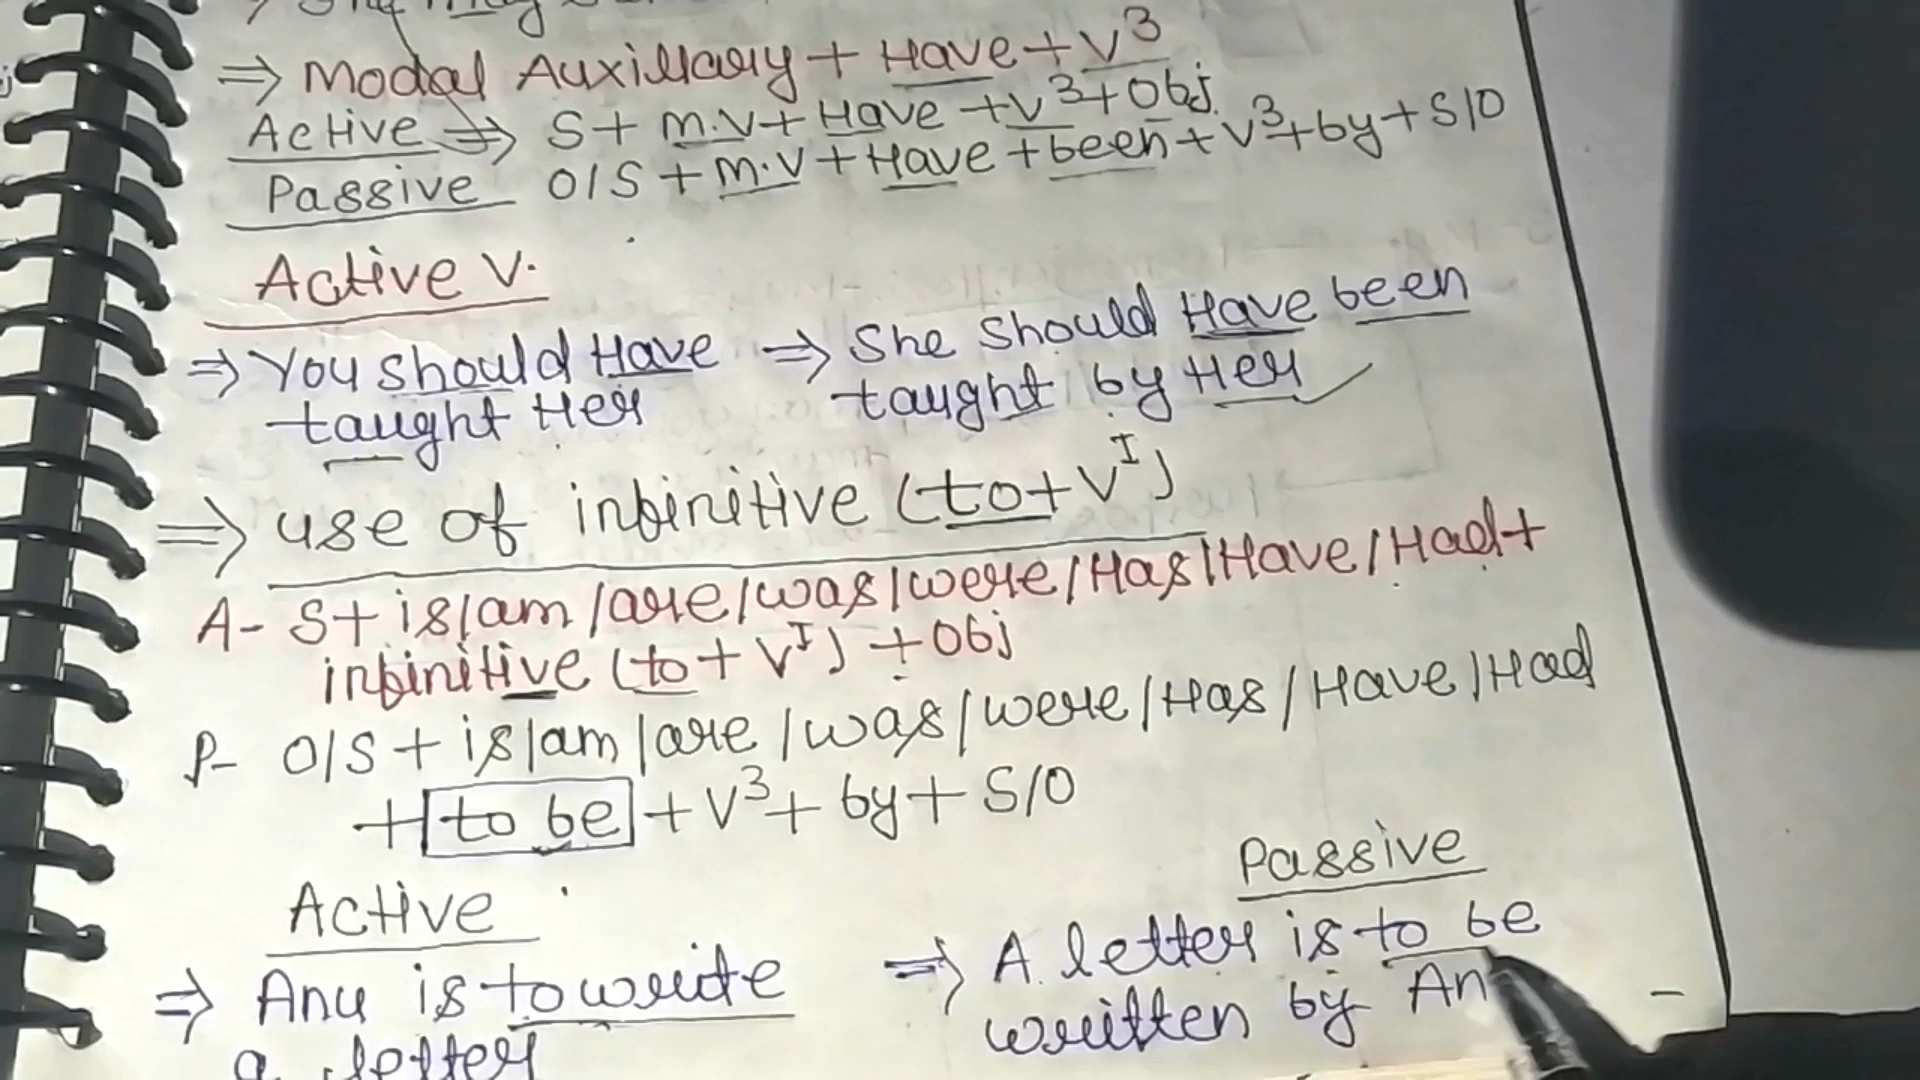 ⇒ Modal Auxillary + Have + V³
Active ⇒ S + m.v + Have + V³ + Obj.
Passive O/S + m.v + Have + been + V³ + by + S/O
Active V.
⇒ You should Have ⇒ She should Have been
taught Her taught by Her ✓
⇒ use of infinitive (to + V^I)
A- S + is/am/are/was/were/Has/Have/Had +
infinitive (to + V^I) + Obj
P- O/S + is/am/are/was/were/Has/Have/Had
+ to be + V³ + by + S/O
Active Passive
⇒ Anu is to write ⇒ A letter is to be
a letter written by An